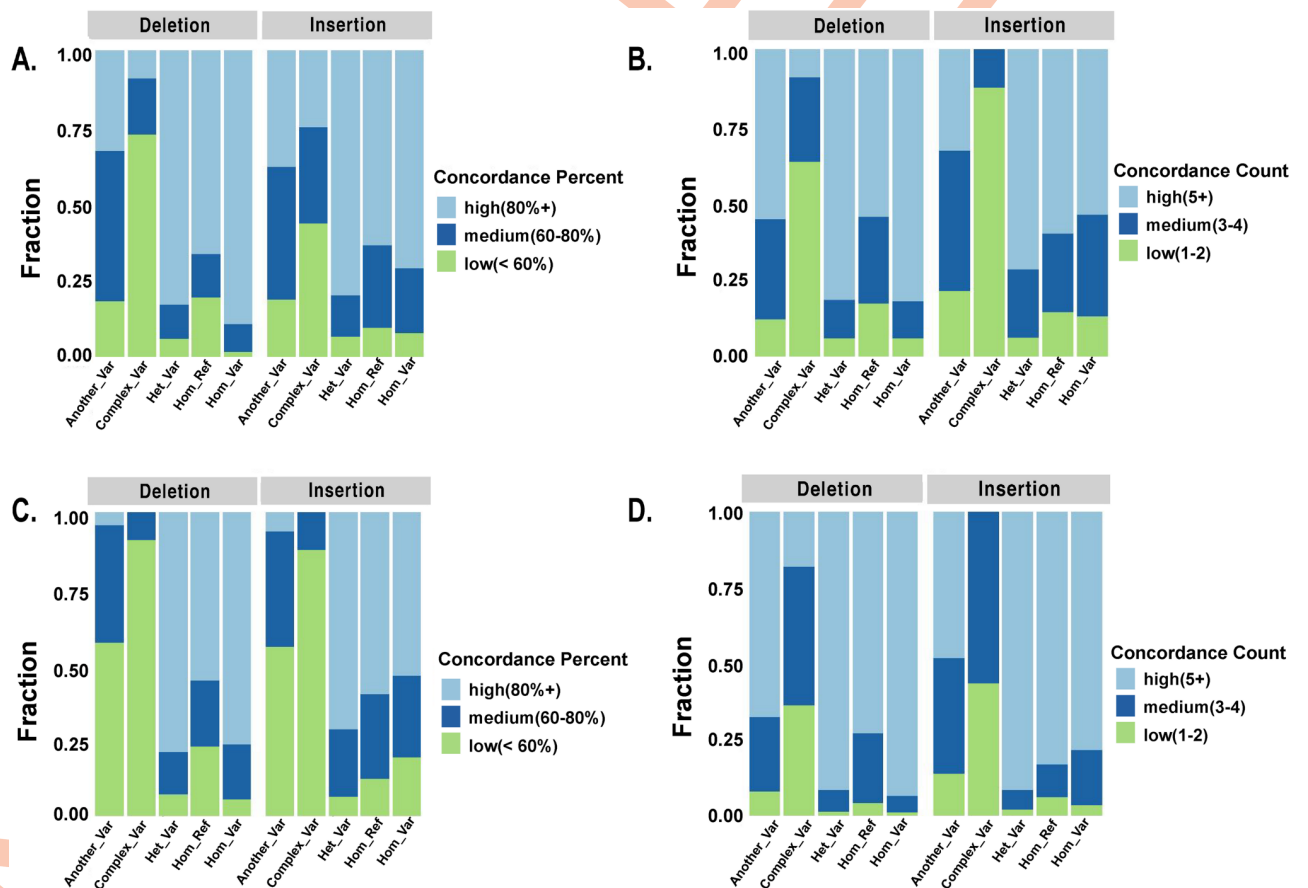 A.
Deletion Insertion
1.00
0.75
0.50
0.25
0.00
Fraction
Another_Var Complex_Var Het_Var Hom_Ref Hom_Var Another_Var Complex_Var Het_Var Hom_Ref Hom_Var
Concordance Percent
high(80%+)
medium(60-80%)
low(< 60%)
B.
Deletion Insertion
1.00
0.75
0.50
0.25
0.00
Fraction
Another_Var Complex_Var Het_Var Hom_Ref Hom_Var Another_Var Complex_Var Het_Var Hom_Ref Hom_Var
Concordance Count
high(5+)
medium(3-4)
low(1-2)
C.
Deletion Insertion
1.00
0.75
0.50
0.25
0.00
Fraction
Another_Var Complex_Var Het_Var Hom_Ref Hom_Var Another_Var Complex_Var Het_Var Hom_Ref Hom_Var
Concordance Percent
high(80%+)
medium(60-80%)
low(< 60%)
D.
Deletion Insertion
1.00
0.75
0.50
0.25
0.00
Fraction
Another_Var Complex_Var Het_Var Hom_Ref Hom_Var Another_Var Complex_Var Het_Var Hom_Ref Hom_Var
Concordance Count
high(5+)
medium(3-4)
low(1-2)